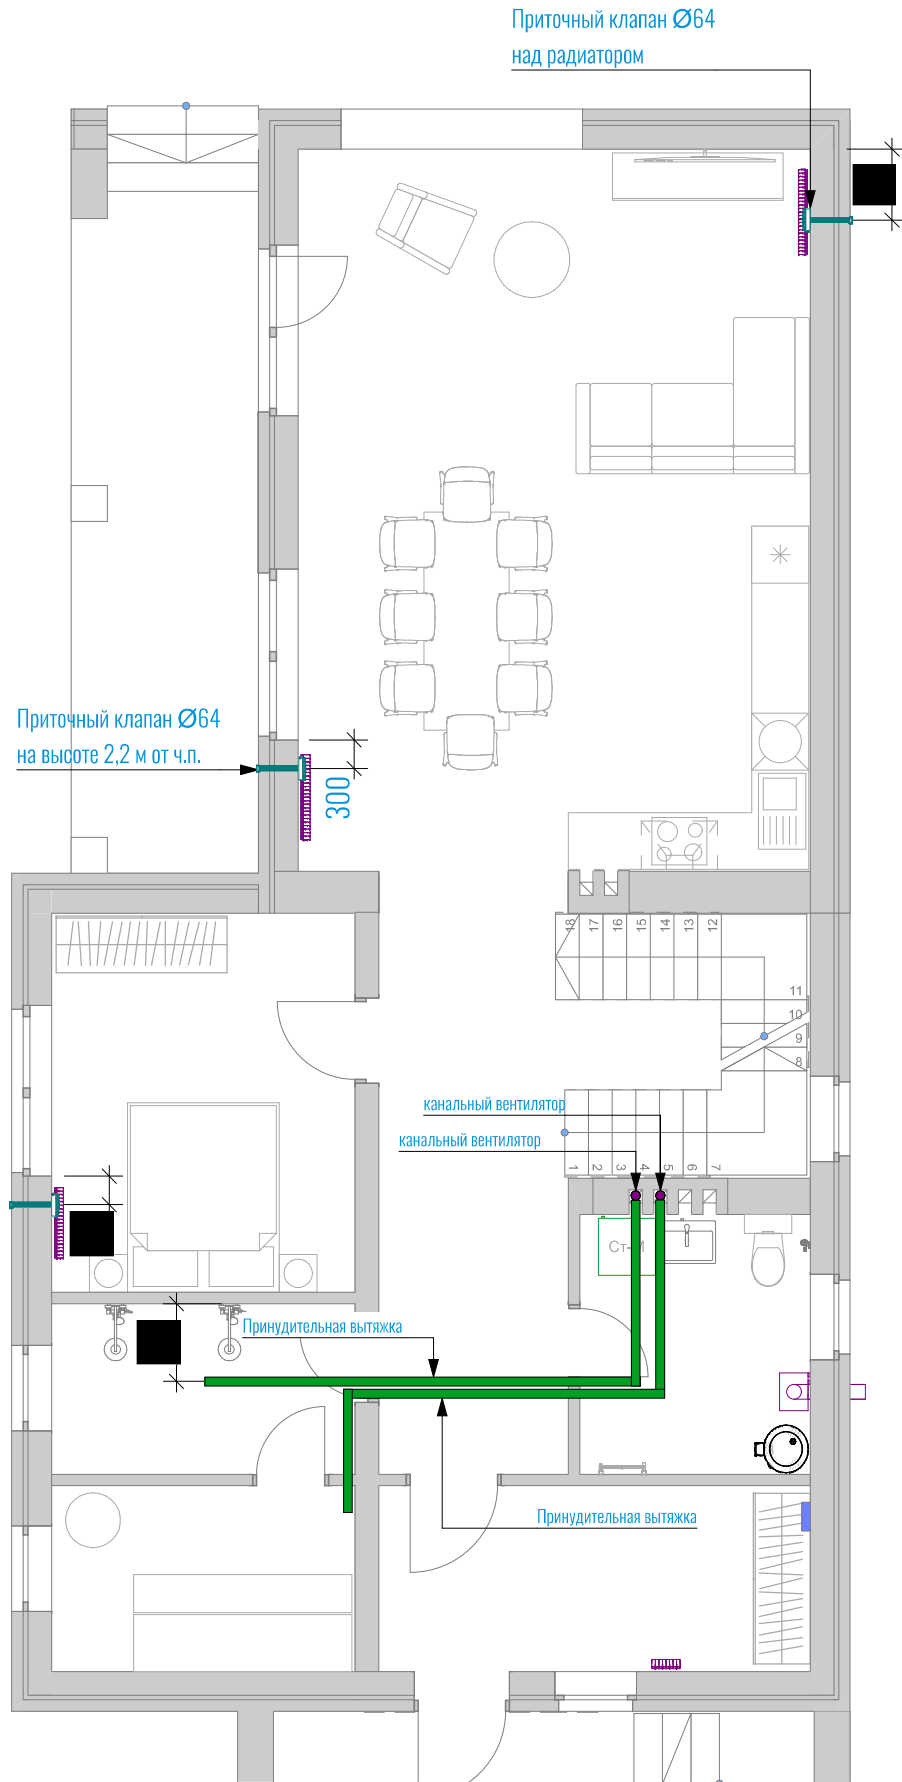 Приточный клапан Ø64
над радиатором
Приточный клапан Ø64
на высоте 2,2 м от ч.п.
300
18 17 16 15 14 13 12
11
10
9
8
канальный вентилятор
канальный вентилятор
1 2 3 4 5 6 7
Принудительная вытяжка
Принудительная вытяжка